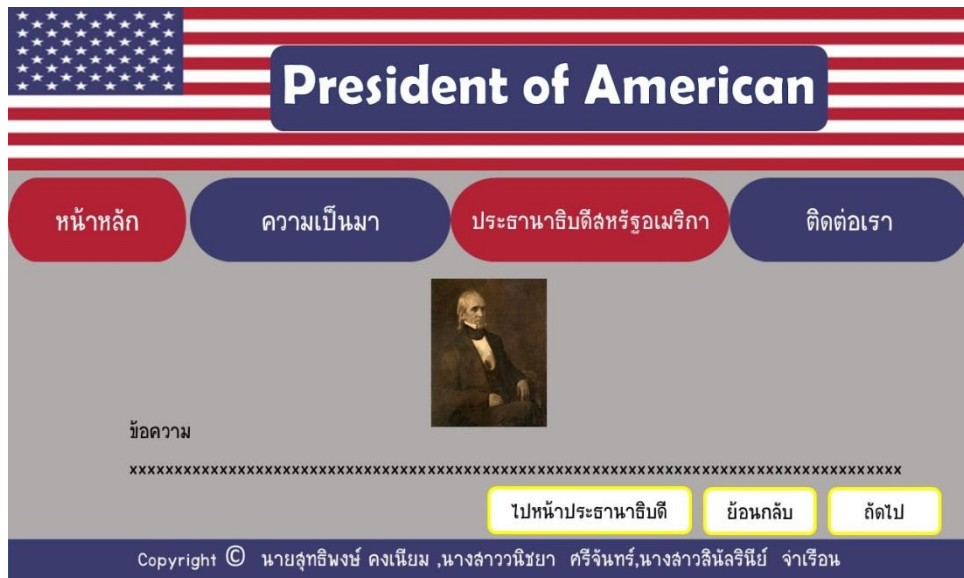 President of American
หน้าหลัก ความเป็นมา ประธานาธิบดีสหรัฐอเมริกา ติดต่อเรา
ข้อความ
xxxxxxxxxxxxxxxxxxxxxxxxxxxxxxxxxxxxxxxxxxxxxxxxxxxxxxxxxxxxxxxxxxxxxxxxxxxxxxxxxxxxxx
ไปหน้าประธานาธิบดี ย้อนกลับ ถัดไป
Copyright © นายสุทธิพงษ์ คงเนียม ,นางสาววนิชยา ศรีจันทร์,นางสาวสินัลรินีย์ จ่าเรือน